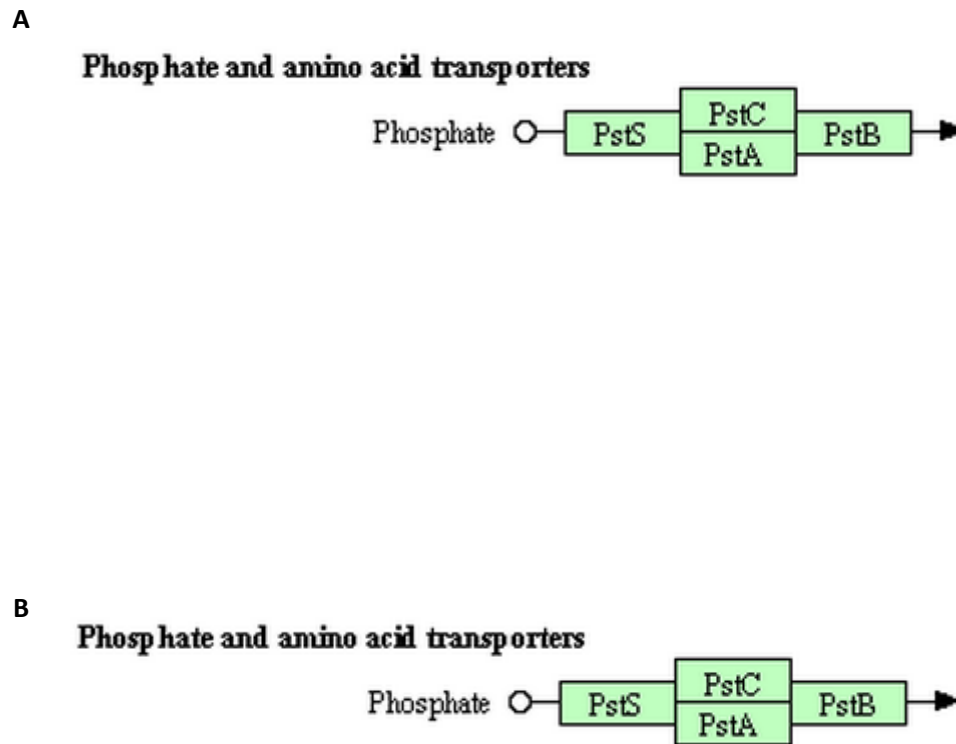 A
Phosphate and amino acid transporters
PstC
Phosphate PstS PstB
PstA
B
Phosphate and amino acid transporters
PstC
Phosphate PstS PstB
PstA